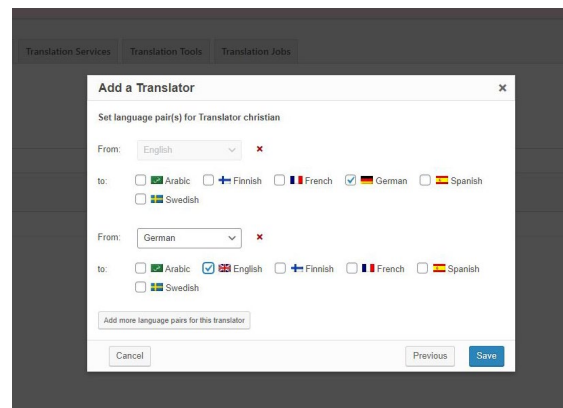 Translation Services Translation Tools Translation Jobs
Add a Translator ×
Set language pair(s) for Translator christian
From: English ×
to: Arabic Finnish French German Spanish
Swedish
From: German ×
to: Arabic English Finnish French Spanish
Swedish
Add more language pairs for this translator
Cancel Previous Save